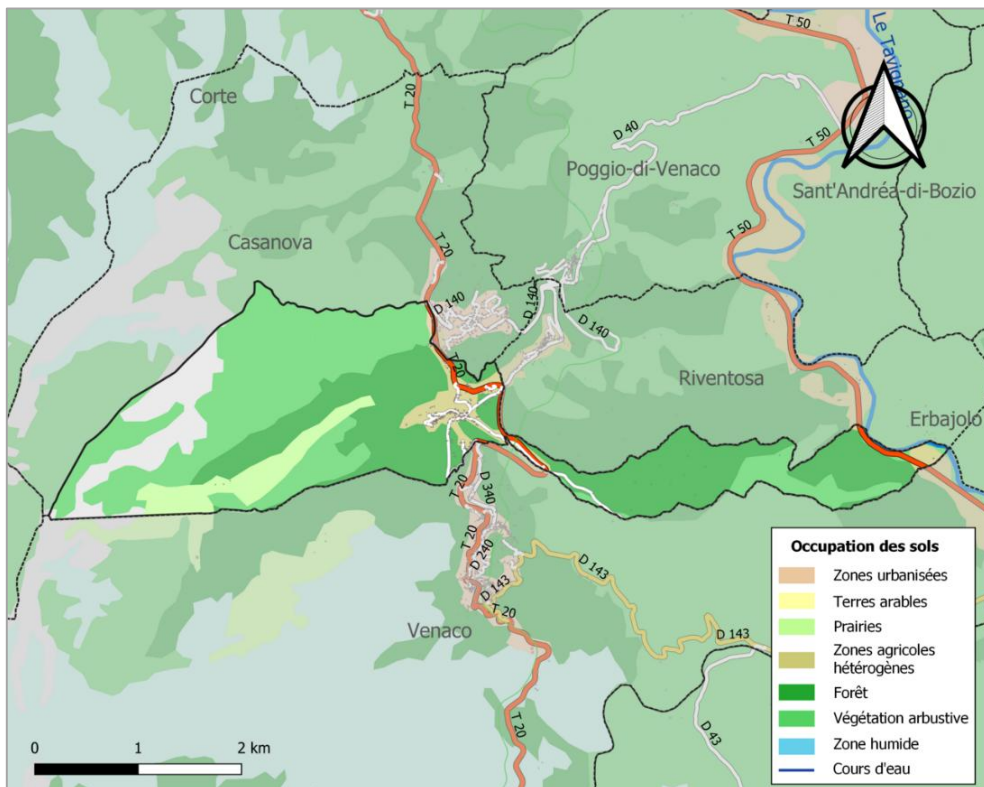 T 50
Le Tavignano
Corte
T 20
D 40
T 50
Poggio-di-Venaco
Sant'Andréa-di-Bozio
T 50
Casanova
T 20
D 140
D 140
D 140
T 20
Riventosa
Erbajolo
T 20
D 340
T 20
D 240
D 143
D 143
T 20
Venaco
D 143
T 20
D 43
Occupation des sols
Zones urbanisées
Terres arables
Prairies
Zones agricoles
hétérogènes
Forêt
Végétation arbustive
Zone humide
Cours d'eau
0 1 2 km